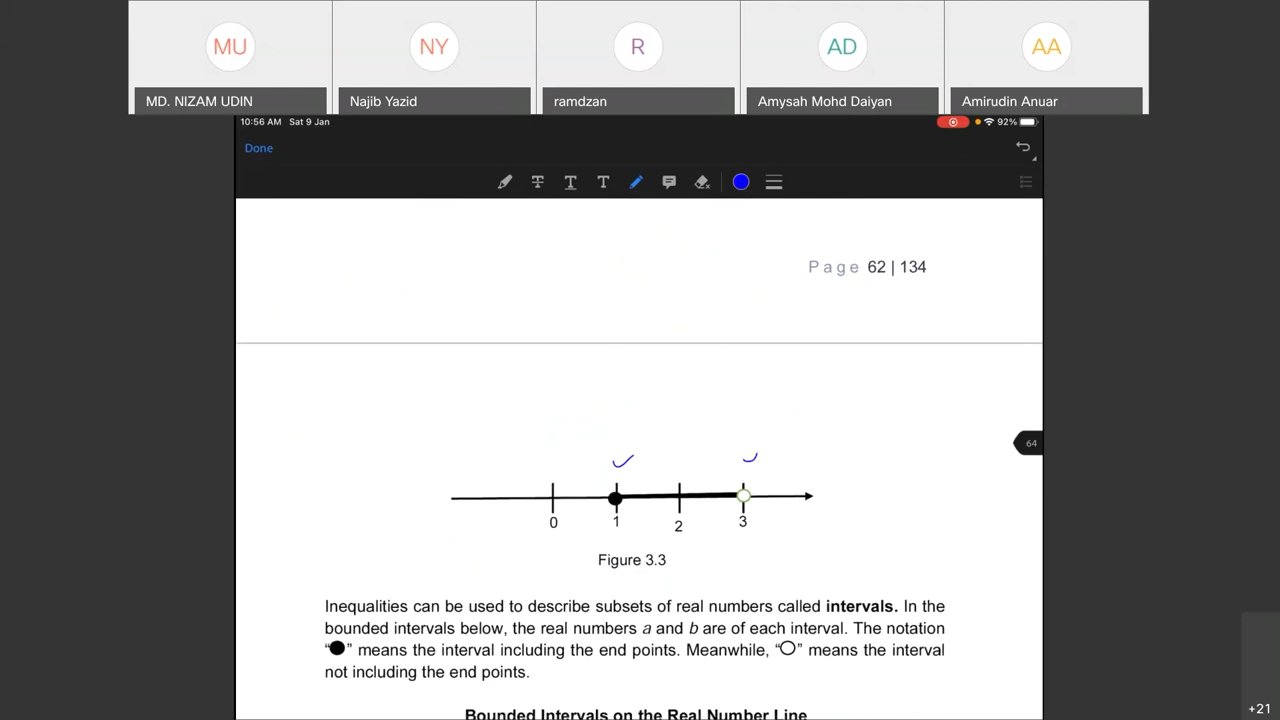 MU NY R AD AA
MD. NIZAM UDIN Najib Yazid ramdzan Amysah Mohd Daiyan Amirudin Anuar
10:56 AM Sat 9 Jan 92%
Done
T T T
Page 62 | 134
64
0 1 2 3
Figure 3.3
Inequalities can be used to describe subsets of real numbers called intervals. In the
bounded intervals below, the real numbers a and b are of each interval. The notation
“●” means the interval including the end points. Meanwhile, “○” means the interval
not including the end points.
+21
Bounded Intervals on the Real Number Line